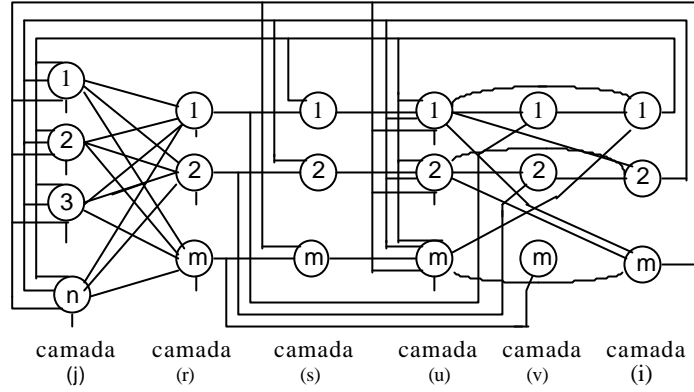 1 1 1 1 1 1
2 2 2 2 2 2
3
m m m m m
n
camada camada camada camada camada camada
(j) (r) (s) (u) (v) (i)